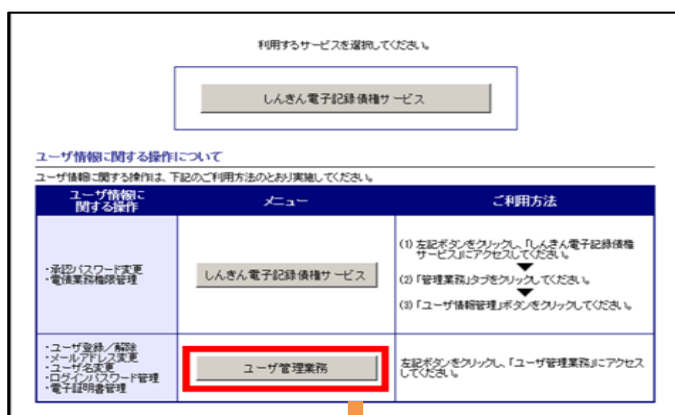 利用するサービスを選択してください。
しんきん電子記録債権サービス
ユーザ情報に関する操作について
ユーザ情報に関する操作は、下記のご利用方法のとおり実施してください。
ユーザ情報に
関する操作
メニュー
ご利用方法
・承認パスワード変更
・電債業務権限管理
しんきん電子記録債権サービス
(1) 左記ボタンをクリックし、「しんきん電子記録債権
サービス」にアクセスしてください。
(2) 「管理業務」タブをクリックしてください。
(3) 「ユーザ情報管理」ボタンをクリックしてください。
・ユーザ登録／解除
・メールアドレス変更
・ユーザ名変更
・ログインパスワード管理
・電子証明書管理
ユーザ管理業務
左記ボタンをクリックし、「ユーザ管理業務」にアクセス
してください。